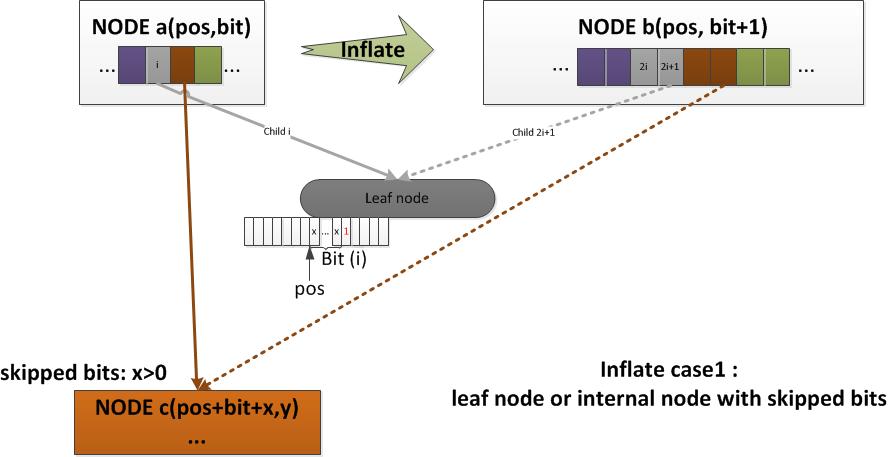 NODE a(pos,bit)
... i ...
Inflate
NODE b(pos, bit+1)
... 2i 2i+1 ...
Child i
Child 2i+1
Leaf node
x ... x 1
Bit (i)
pos
skipped bits: x>0
NODE c(pos+bit+x,y)
...
Inflate case1 :
leaf node or internal node with skipped bits